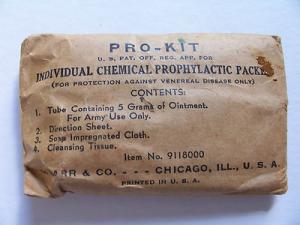 PRO-KIT
U. S. PAT. OFF. REG. APP. FOR
INDIVIDUAL CHEMICAL PROPHYLACTIC PACKE
(FOR PROTECTION AGAINST VENEREAL DISEASE ONLY)
CONTENTS:
1. Tube Containing 5 Grams of Ointment.
For Army Use Only.
2. Direction Sheet.
3. Soap Impregnated Cloth.
4. Cleansing Tissue.
Item No. 9118000
ARR & CO. - - - CHICAGO, ILL., U. S. A.
PRINTED IN U. S. A.